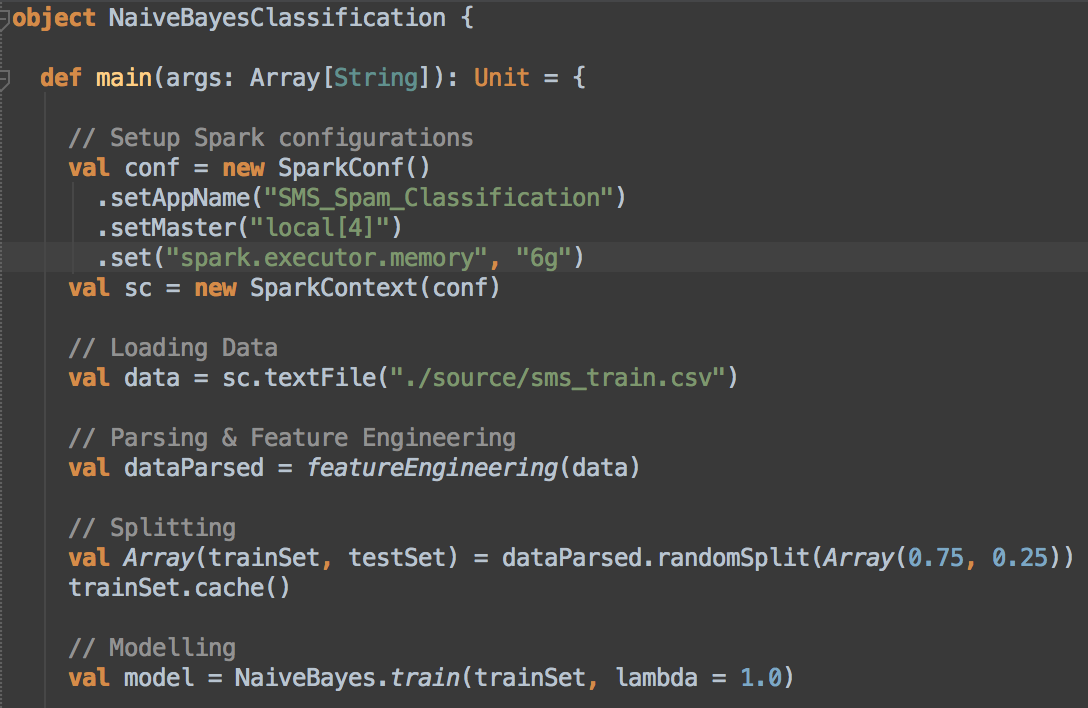 object NaiveBayesClassification {
def main(args: Array[String]): Unit = {
// Setup Spark configurations
val conf = new SparkConf()
.setAppName("SMS_Spam_Classification")
.setMaster("local[4]")
.set("spark.executor.memory", "6g")
val sc = new SparkContext(conf)
// Loading Data
val data = sc.textFile("./source/sms_train.csv")
// Parsing & Feature Engineering
val dataParsed = featureEngineering(data)
// Splitting
val Array(trainSet, testSet) = dataParsed.randomSplit(Array(0.75, 0.25))
trainSet.cache()
// Modelling
val model = NaiveBayes.train(trainSet, lambda = 1.0)